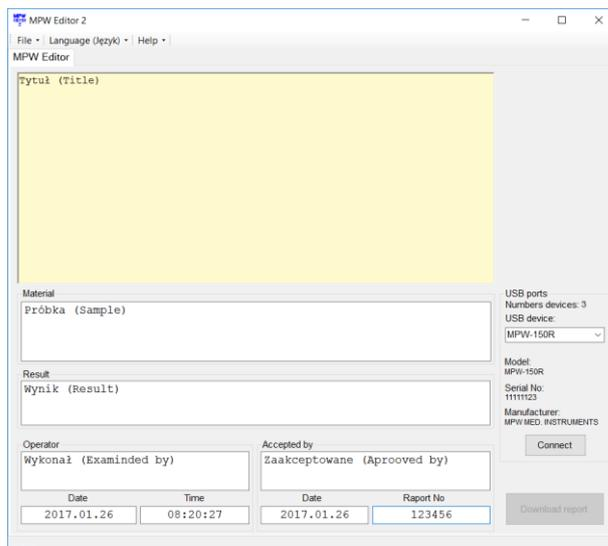 MPW Editor 2
File Language (Język) Help
MPW Editor
Tytuł (Title)
Material
Próbka (Sample)
Result
Wynik (Result)
Operator
Wykonał (Examinded by)
Date Time
2017.01.26 08:20:27
Accepted by
Zaakceptowane (Aprooved by)
Date Raport No
2017.01.26 123456
USB ports
Numbers devices: 3
USB device:
MPW-150R
Model:
MPW-150R
Serial No:
11111123
Manufacturer:
MPW MED. INSTRUMENTS
Connect
Download report